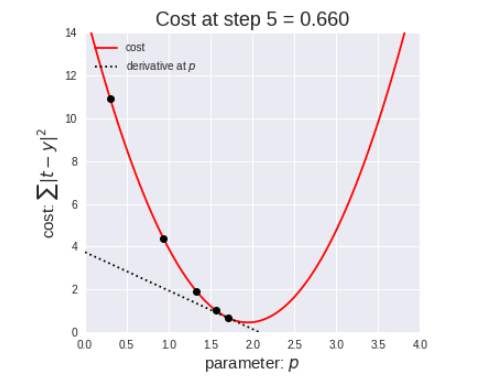 Cost at step 5 = 0.660
cost
derivative at p
cost: ∑|t − y|²
14
12
10
8
6
4
2
0
0.0 0.5 1.0 1.5 2.0 2.5 3.0 3.5 4.0
parameter: p